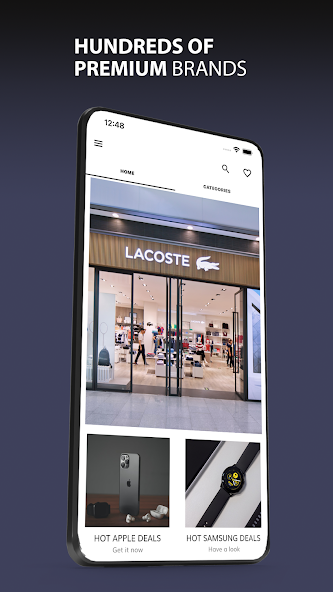 HUNDREDS OF
PREMIUM BRANDS
12:48
HOME
CATEGORIES
LACOSTE
HOT APPLE DEALS
Get it now
HOT SAMSUNG DEALS
Have a look